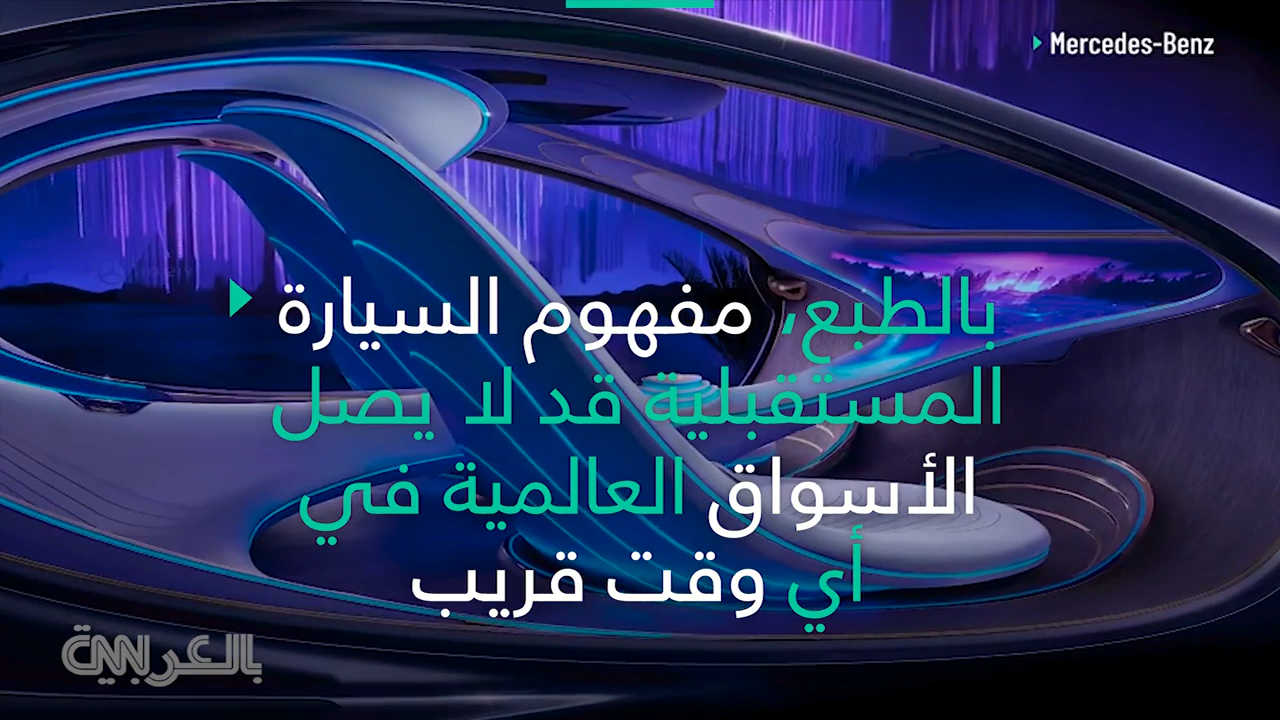 Mercedes-Benz
بالطبع، مفهوم السيارة
المستقبلية قد لا يصل
الأسواق العالمية في
أي وقت قريب
CNN بالعربية